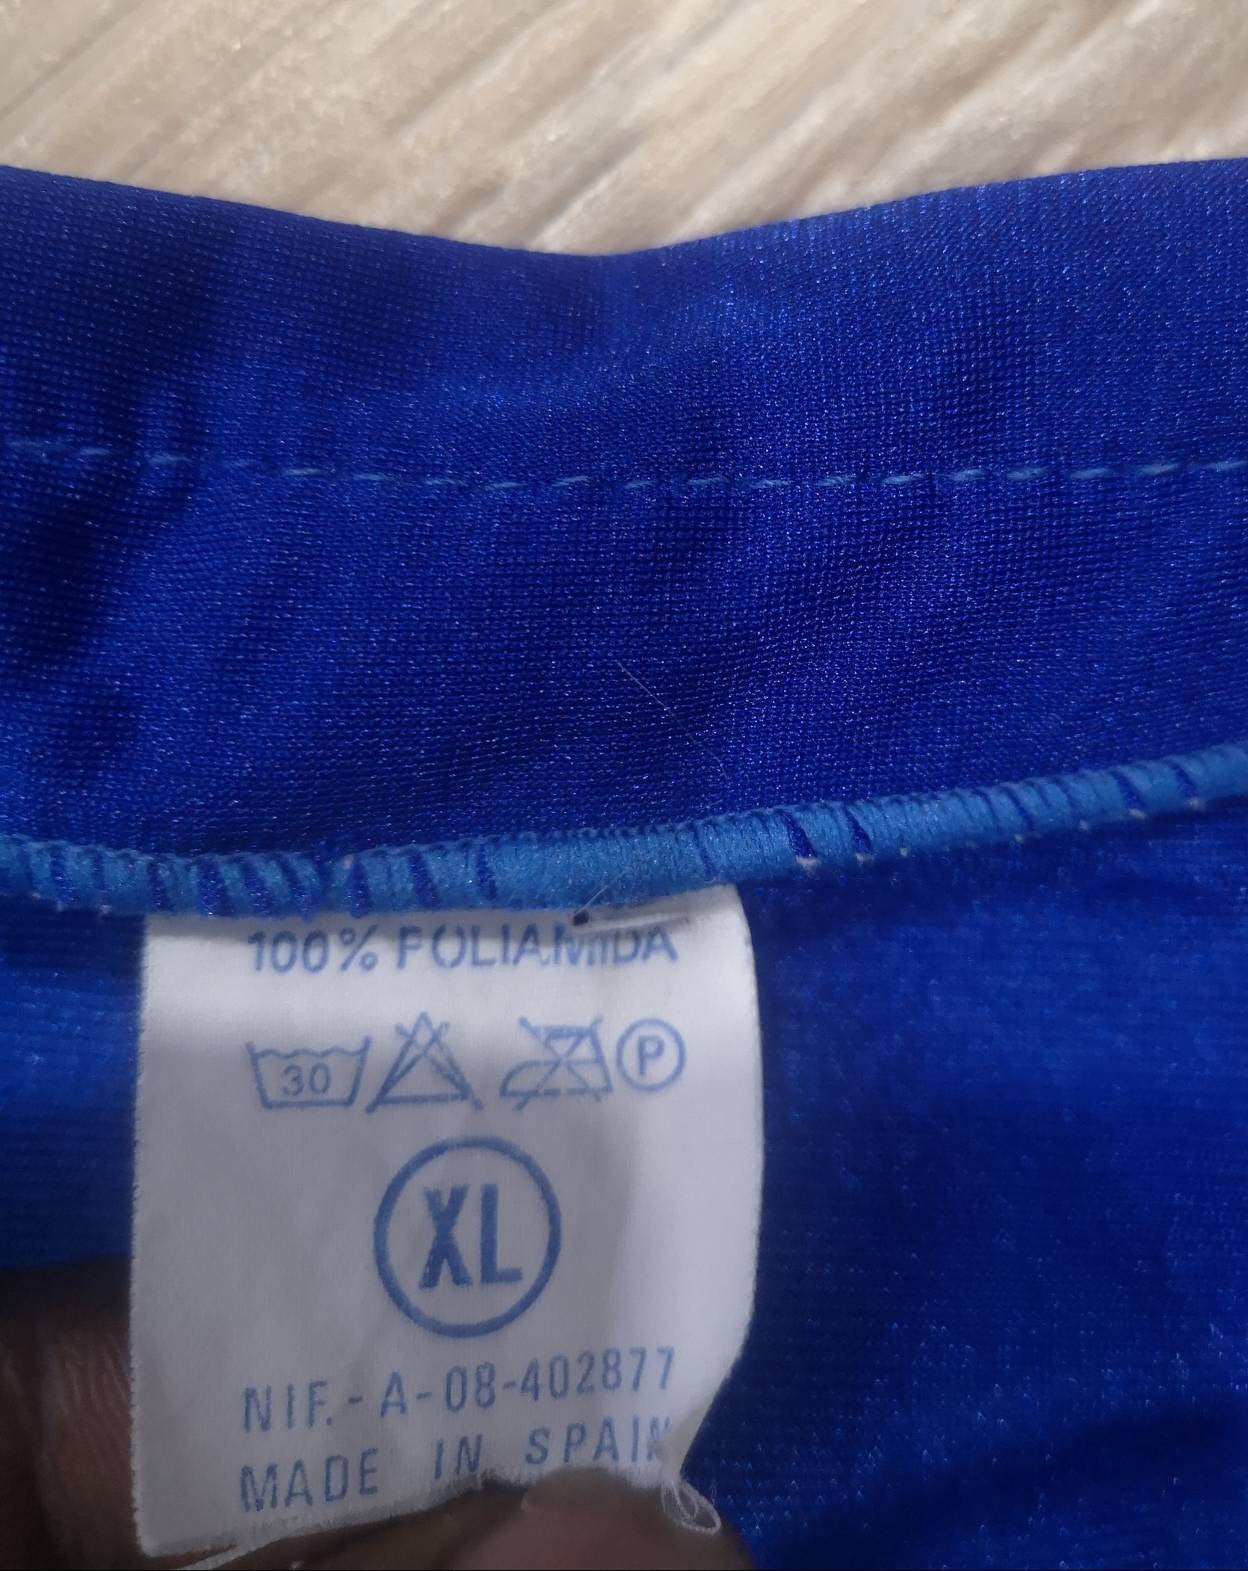 100% POLIAMIDA
30 P
XL
NIF.-A-08-402877
MADE IN SPAIN